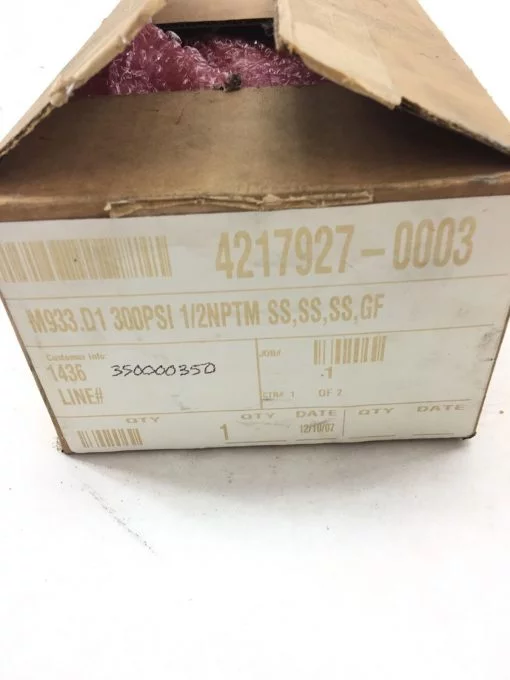 4217927-0003
M933.D1 300PSI 1/2NPTM SS,SS,SS,GF
Customer Info:
1436 350000350
LINE#
JOB#
.1
CTR# 1 OF 2
QTY QTY DATE QTY DATE
1 12/10/07